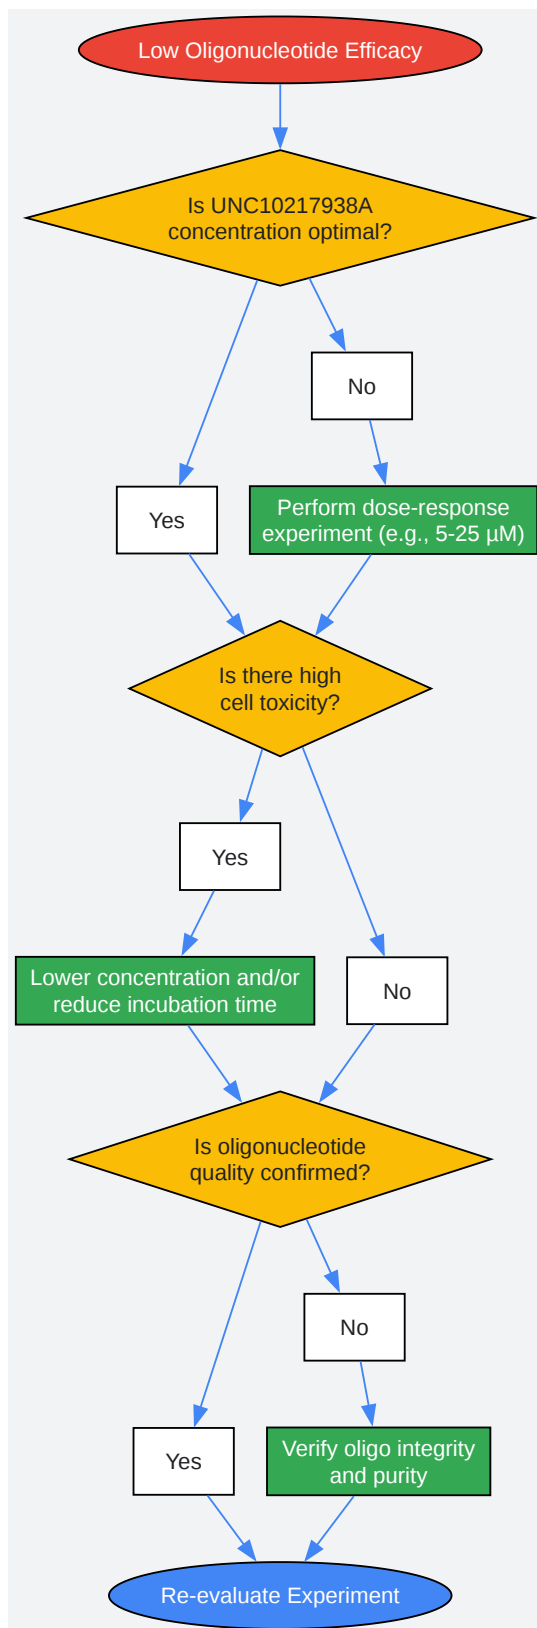 Low Oligonucleotide Efficacy
Is UNC10217938A
concentration optimal?
No
Yes
Perform dose-response
experiment (e.g., 5-25 µM)
Is there high
cell toxicity?
Yes
Lower concentration and/or
reduce incubation time
No
Is oligonucleotide
quality confirmed?
No
Yes
Verify oligo integrity
and purity
Re-evaluate Experiment